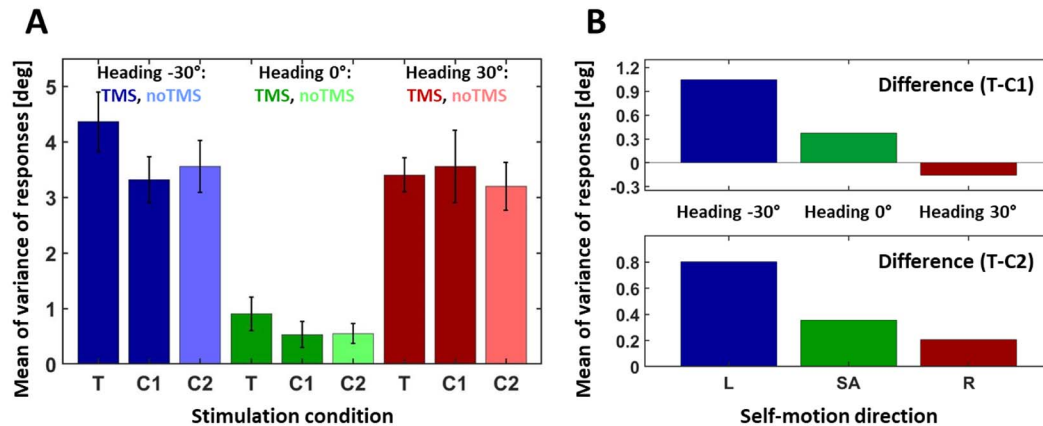 A
Mean of variance of responses [deg]
5
4
3
2
1
0
Heading -30°:
TMS, noTMS
Heading 0°:
TMS, noTMS
Heading 30°:
TMS, noTMS
T C1 C2 T C1 C2 T C1 C2
Stimulation condition
B
Mean of variance of responses [deg]
1.2
0.9
0.6
0.3
0
-0.3
Difference (T-C1)
Heading -30° Heading 0° Heading 30°
0.8
0.6
0.4
0.2
0
Difference (T-C2)
L SA R
Self-motion direction